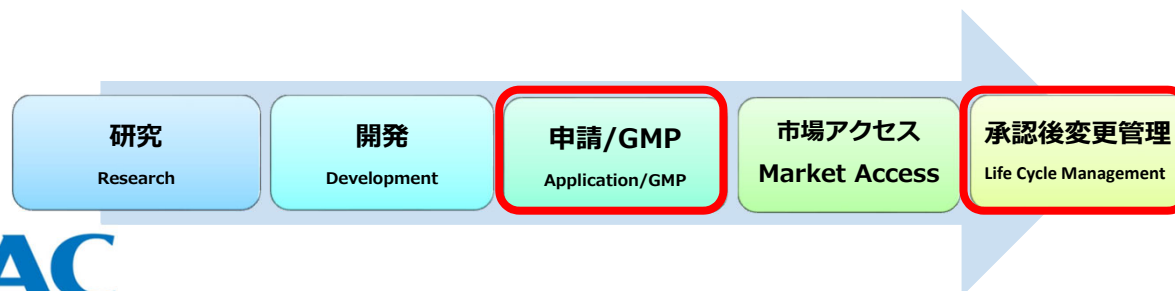 研究
Research
開発
Development
申請/GMP
Application/GMP
市場アクセス
Market Access
承認後変更管理
Life Cycle Management
AC